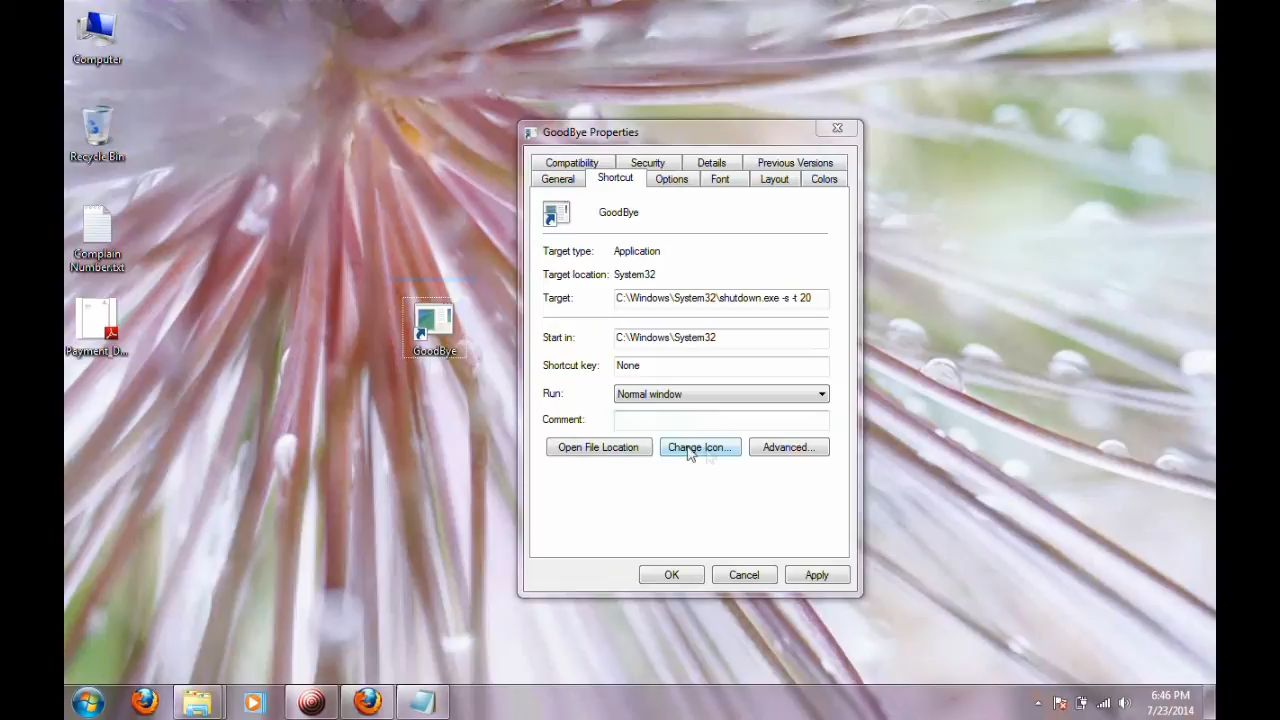 Computer
Recycle Bin
Complain
Number.txt
Payment_D...
GoodBye
GoodBye Properties
Compatibility Security Details Previous Versions
General Shortcut Options Font Layout Colors
GoodBye
Target type: Application
Target location: System32
Target: C:\Windows\System32\shutdown.exe -s -t 20
Start in: C:\Windows\System32
Shortcut key: None
Run: Normal window
Comment:
Open File Location Change Icon... Advanced...
OK Cancel Apply
6:46 PM
7/23/2014